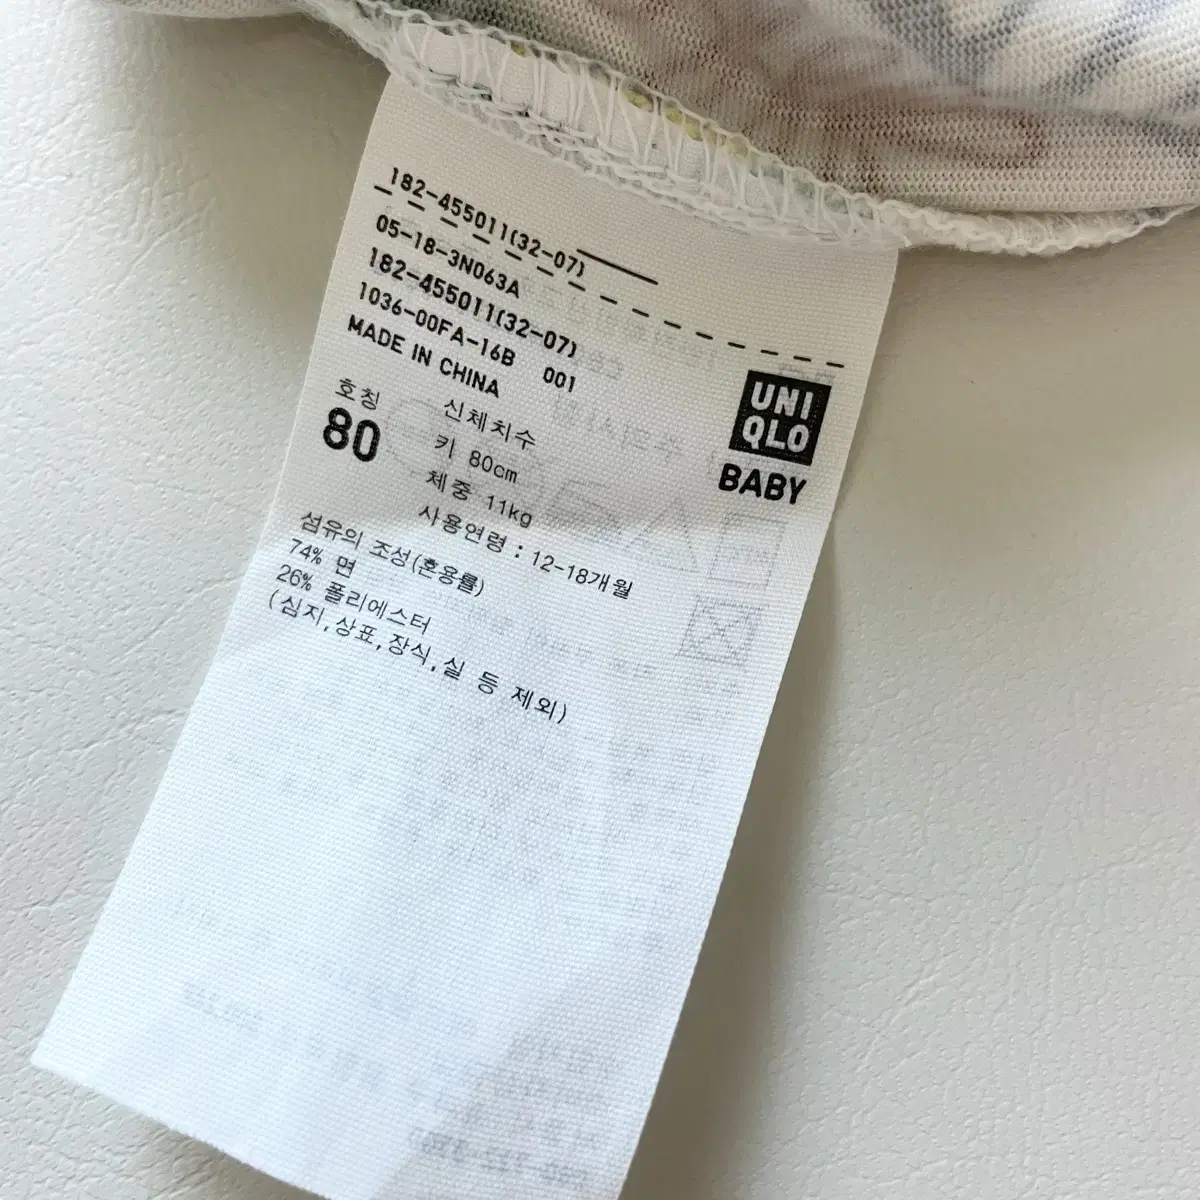 182-455011(32-07)
05-18-3N063A
182-455011(32-07)
1036-00FA-16B 001
MADE IN CHINA
UNI
QLO
BABY
호칭
80
신체치수
키 80cm
체중 11kg
사용연령 : 12-18개월
섬유의 조성(혼용률)
74% 면
26% 폴리에스터
(심지,상표,장식,실 등 제외)